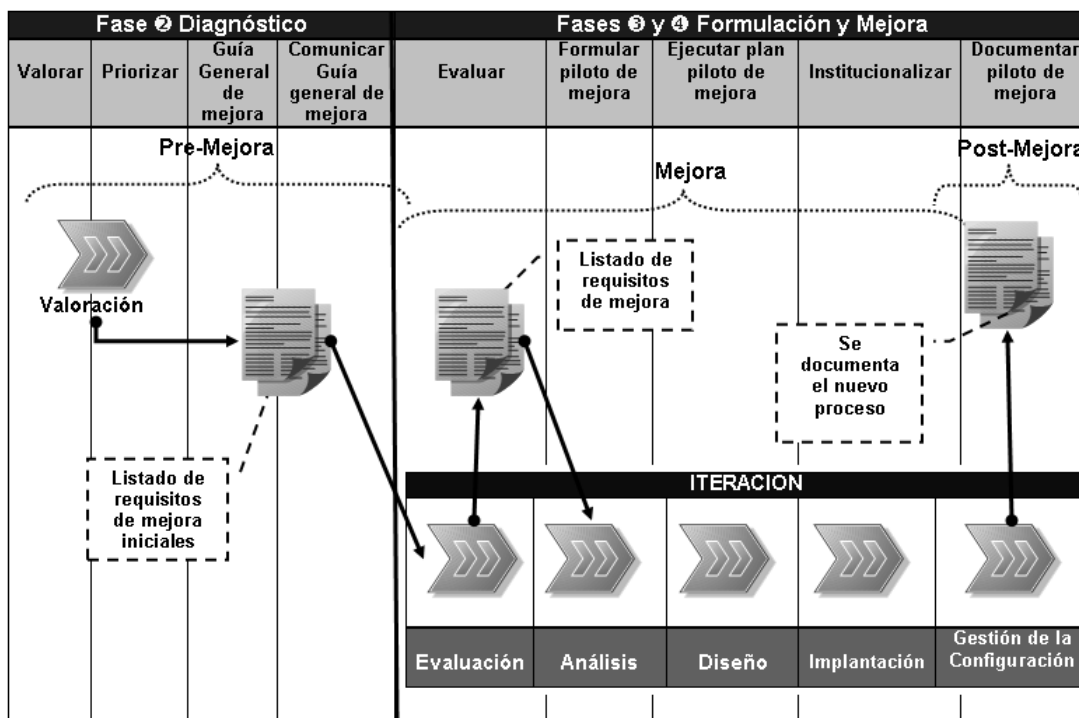 Fase ❷ Diagnóstico
Fases ❸ y ❹ Formulación y Mejora
Valorar
Priorizar
Guía
General
de
mejora
Comunicar
Guía
general de
mejora
Evaluar
Formular
piloto de
mejora
Ejecutar plan
piloto de
mejora
Institucionalizar
Documentar
piloto de
mejora
Pre-Mejora
Mejora
Post-Mejora
Valoración
Listado de
requisitos
de mejora
iniciales
Listado de
requisitos
de mejora
Se
documenta
el nuevo
proceso
ITERACION
Evaluación
Análisis
Diseño
Implantación
Gestión de la
Configuración